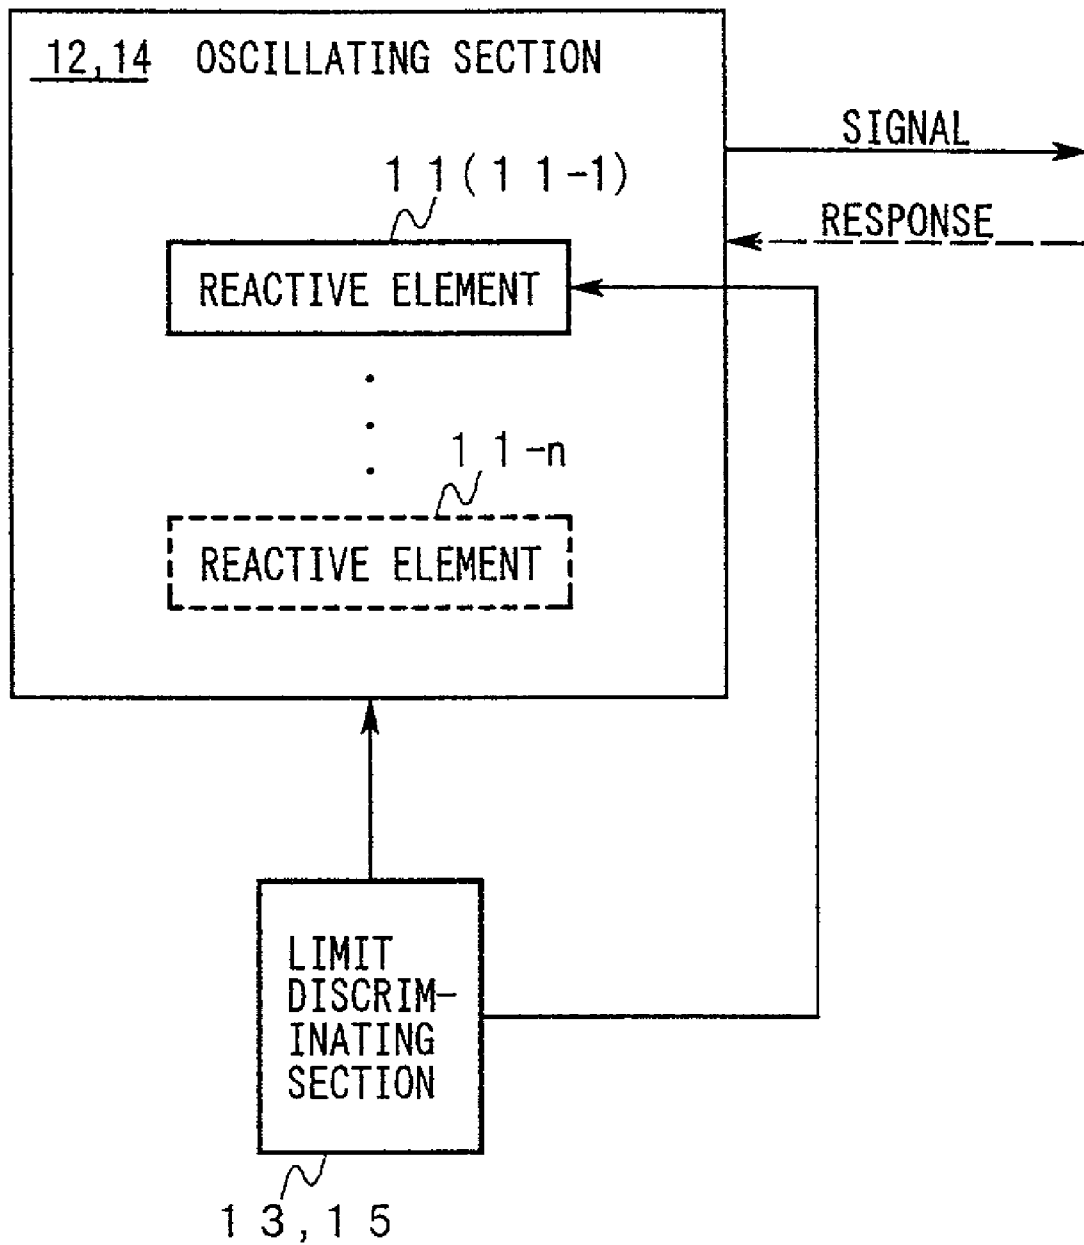 12,14 OSCILLATING SECTION
SIGNAL
11(11-1)
RESPONSE
REACTIVE ELEMENT
11-n
REACTIVE ELEMENT
LIMIT
DISCRIM-
INATING
SECTION
13,15